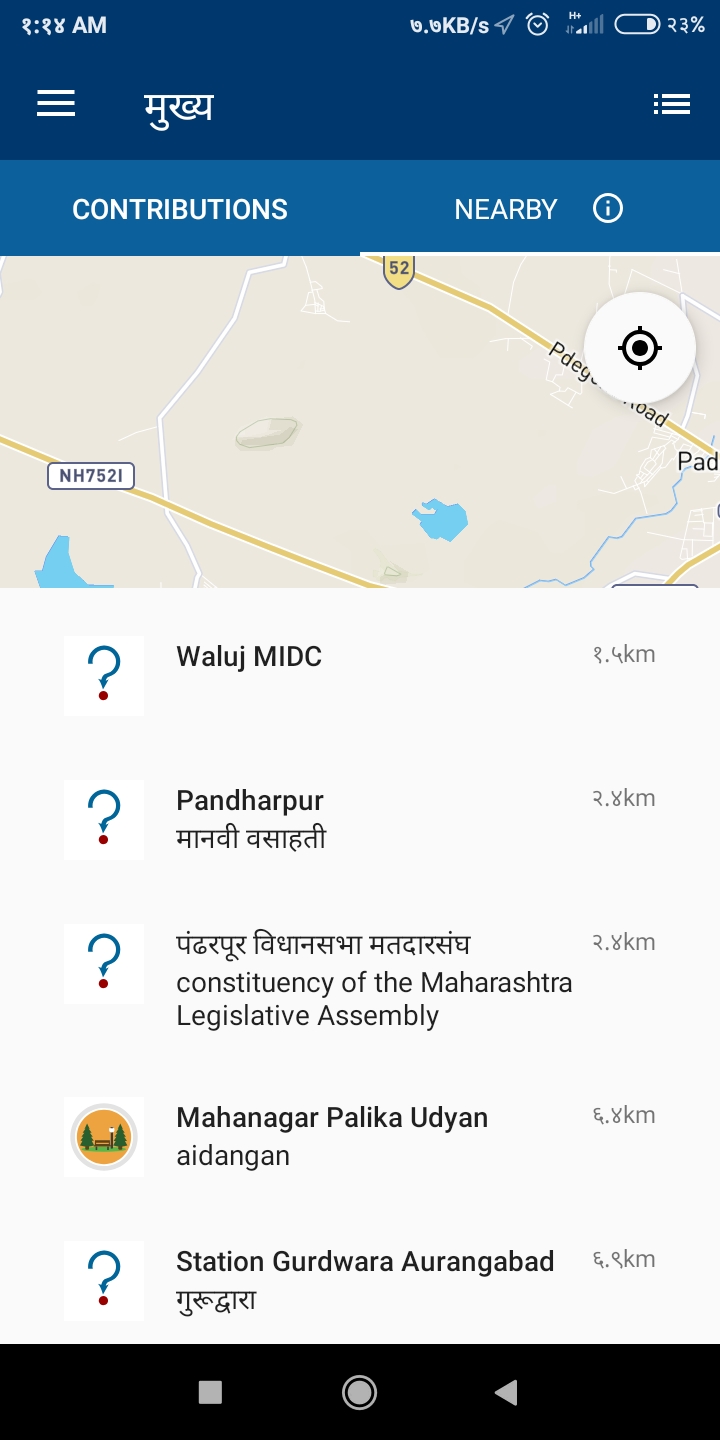 १:१४ AM
७.७KB/s
H+
२३%
मुख्य
CONTRIBUTIONS
NEARBY
52
NH752I
Pad
Waluj MIDC
१.५km
Pandharpur
२.४km
मानवी वसाहती
पंढरपूर विधानसभा मतदारसंघ
२.४km
constituency of the Maharashtra
Legislative Assembly
Mahanagar Palika Udyan
६.४km
aidangan
Station Gurdwara Aurangabad
६.९km
गुरूद्वारा